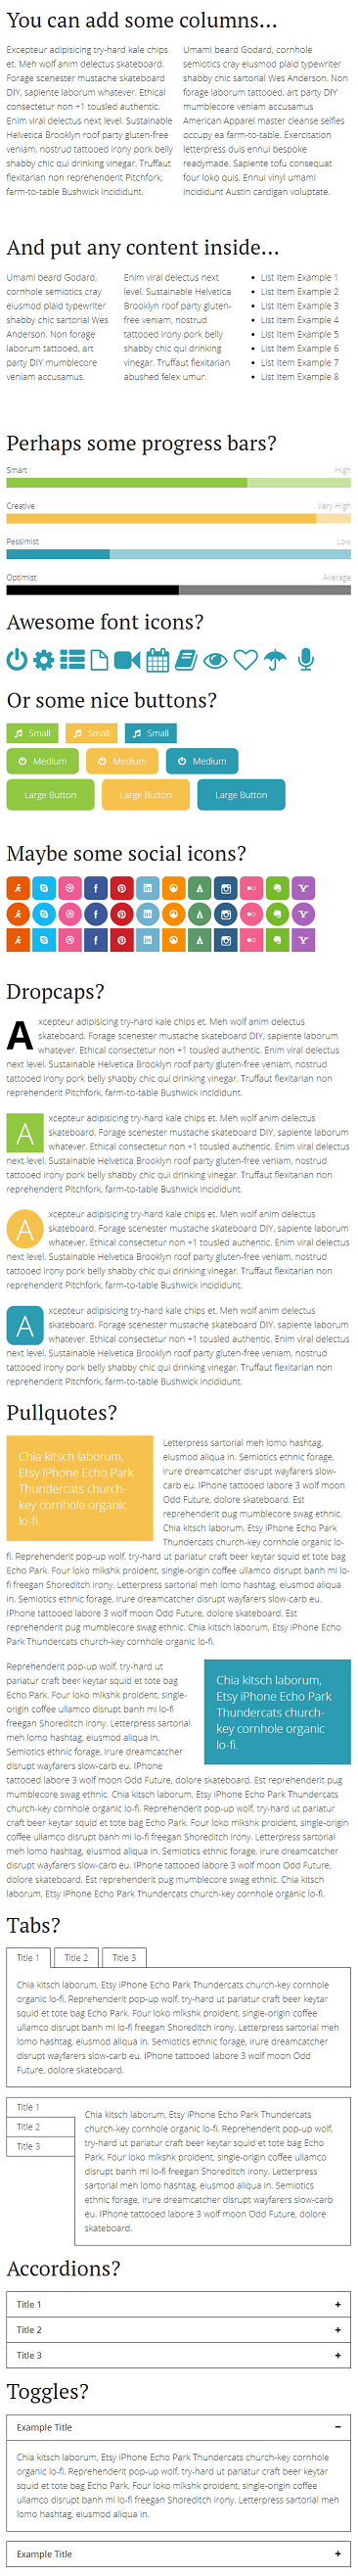 You can add some columns...
Excepteur adipisicing try-hard kale chips
et. Meh wolf anim delectus skateboard.
Forage scenester mustache skateboard
DIY, sapiente laborum whatever. Ethical
consectetur non +1 tousled authentic.
Enim viral delectus next level. Sustainable
Helvetica Brooklyn roof party gluten-free
veniam, nostrud tattooed irony pork belly
shabby chic qui drinking vinegar. Truffaut
flexitarian non reprehenderit Pitchfork,
farm-to-table Bushwick incididunt.
Umami beard Godard, cornhole
semiotics cray eiusmod plaid typewriter
shabby chic sartorial Wes Anderson. Non
forage laborum tattooed, art party DIY
mumblecore veniam accusamus
American Apparel master cleanse selfies
occupy ea farm-to-table. Exercitation
letterpress duis ennui bespoke
readymade. Sapiente tofu consequat
four loko quis. Ennui vinyl umami
incididunt Austin cardigan voluptate.
And put any content inside...
Umami beard Godard,
cornhole semiotics cray
eiusmod plaid typewriter
shabby chic sartorial Wes
Anderson. Non forage
laborum tattooed, art
party DIY mumblecore
veniam accusamus.
Enim viral delectus next
level. Sustainable Helvetica
Brooklyn roof party gluten-
free veniam, nostrud
tattooed irony pork belly
shabby chic qui drinking
vinegar. Truffaut flexitarian
abushed felex umur.
• List Item Example 1
• List Item Example 2
• List Item Example 3
• List Item Example 4
• List Item Example 5
• List Item Example 6
• List Item Example 7
• List Item Example 8
Perhaps some progress bars?
Smart High
Creative Very High
Pessimist Low
Optimist Average
Awesome font icons?
Or some nice buttons?
Small Small Small
Medium Medium Medium
Large Button Large Button Large Button
Maybe some social icons?
Dropcaps?
Axcepteur adipisicing try-hard kale chips et. Meh wolf anim delectus
skateboard. Forage scenester mustache skateboard DIY, sapiente laborum
whatever. Ethical consectetur non +1 tousled authentic. Enim viral delectus
next level. Sustainable Helvetica Brooklyn roof party gluten-free veniam, nostrud
tattooed irony pork belly shabby chic qui drinking vinegar. Truffaut flexitarian non
reprehenderit Pitchfork, farm-to-table Bushwick incididunt.
Axcepteur adipisicing try-hard kale chips et. Meh wolf anim delectus
skateboard. Forage scenester mustache skateboard DIY, sapiente laborum
whatever. Ethical consectetur non +1 tousled authentic. Enim viral delectus
next level. Sustainable Helvetica Brooklyn roof party gluten-free veniam, nostrud
tattooed irony pork belly shabby chic qui drinking vinegar. Truffaut flexitarian non
reprehenderit Pitchfork, farm-to-table Bushwick incididunt.
Axcepteur adipisicing try-hard kale chips et. Meh wolf anim delectus
skateboard. Forage scenester mustache skateboard DIY, sapiente laborum
whatever. Ethical consectetur non +1 tousled authentic. Enim viral delectus
next level. Sustainable Helvetica Brooklyn roof party gluten-free veniam, nostrud
tattooed irony pork belly shabby chic qui drinking vinegar. Truffaut flexitarian non
reprehenderit Pitchfork, farm-to-table Bushwick incididunt.
Axcepteur adipisicing try-hard kale chips et. Meh wolf anim delectus
skateboard. Forage scenester mustache skateboard DIY, sapiente laborum
whatever. Ethical consectetur non +1 tousled authentic. Enim viral delectus
next level. Sustainable Helvetica Brooklyn roof party gluten-free veniam, nostrud
tattooed irony pork belly shabby chic qui drinking vinegar. Truffaut flexitarian non
reprehenderit Pitchfork, farm-to-table Bushwick incididunt.
Pullquotes?
Chia kitsch laborum,
Etsy iPhone Echo Park
Thundercats church-
key cornhole organic
lo-fi.
Letterpress sartorial meh lomo hashtag,
eiusmod aliqua in. Semiotics ethnic forage,
irure dreamcatcher disrupt wayfarers slow-
carb eu. IPhone tattooed labore 3 wolf moon
Odd Future, dolore skateboard. Est
reprehenderit pug mumblecore swag ethnic.
Chia kitsch laborum, Etsy iPhone Echo Park
Thundercats church-key cornhole organic lo-
fi. Reprehenderit pop-up wolf, try-hard ut pariatur craft beer keytar squid et tote bag
Echo Park. Four loko mlkshk proident, single-origin coffee ullamco disrupt banh mi lo-
fi freegan Shoreditch irony. Letterpress sartorial meh lomo hashtag, eiusmod aliqua
in. Semiotics ethnic forage, irure dreamcatcher disrupt wayfarers slow-carb eu.
IPhone tattooed labore 3 wolf moon Odd Future, dolore skateboard. Est
reprehenderit pug mumblecore swag ethnic. Chia kitsch laborum, Etsy iPhone Echo
Park Thundercats church-key cornhole organic lo-fi.
Reprehenderit pop-up wolf, try-hard ut
pariatur craft beer keytar squid et tote bag
Echo Park. Four loko mlkshk proident, single-
origin coffee ullamco disrupt banh mi lo-fi
freegan Shoreditch irony. Letterpress sartorial
meh lomo hashtag, eiusmod aliqua in.
Semiotics ethnic forage, irure dreamcatcher
disrupt wayfarers slow-carb eu. IPhone
Chia kitsch laborum,
Etsy iPhone Echo Park
Thundercats church-
key cornhole organic
lo-fi.
tattooed labore 3 wolf moon Odd Future, dolore skateboard. Est reprehenderit pug
mumblecore swag ethnic. Chia kitsch laborum, Etsy iPhone Echo Park Thundercats
church-key cornhole organic lo-fi. Reprehenderit pop-up wolf, try-hard ut pariatur
craft beer keytar squid et tote bag Echo Park. Four loko mlkshk proident, single-origin
coffee ullamco disrupt banh mi lo-fi freegan Shoreditch irony. Letterpress sartorial
meh lomo hashtag, eiusmod aliqua in. Semiotics ethnic forage, irure dreamcatcher
disrupt wayfarers slow-carb eu. IPhone tattooed labore 3 wolf moon Odd Future,
dolore skateboard. Est reprehenderit pug mumblecore swag ethnic. Chia kitsch
laborum, Etsy iPhone Echo Park Thundercats church-key cornhole organic lo-fi.
Tabs?
Title 1 Title 2 Title 3
Chia kitsch laborum, Etsy iPhone Echo Park Thundercats church-key cornhole
organic lo-fi. Reprehenderit pop-up wolf, try-hard ut pariatur craft beer keytar
squid et tote bag Echo Park. Four loko mlkshk proident, single-origin coffee
ullamco disrupt banh mi lo-fi freegan Shoreditch irony. Letterpress sartorial meh
lomo hashtag, eiusmod aliqua in. Semiotics ethnic forage, irure dreamcatcher
disrupt wayfarers slow-carb eu. IPhone tattooed labore 3 wolf moon Odd
Future, dolore skateboard.
Title 1
Title 2
Title 3
Chia kitsch laborum, Etsy iPhone Echo Park Thundercats
church-key cornhole organic lo-fi. Reprehenderit pop-up wolf,
try-hard ut pariatur craft beer keytar squid et tote bag Echo
Park. Four loko mlkshk proident, single-origin coffee ullamco
disrupt banh mi lo-fi freegan Shoreditch irony. Letterpress
sartorial meh lomo hashtag, eiusmod aliqua in. Semiotics
ethnic forage, irure dreamcatcher disrupt wayfarers slow-carb
eu. IPhone tattooed labore 3 wolf moon Odd Future, dolore
skateboard.
Accordions?
Title 1 +
Title 2 +
Title 3 +
Toggles?
Example Title −
Chia kitsch laborum, Etsy iPhone Echo Park Thundercats church-key cornhole
organic lo-fi. Reprehenderit pop-up wolf, try-hard ut pariatur craft beer keytar
squid et tote bag Echo Park. Four loko mlkshk proident, single-origin coffee
ullamco disrupt banh mi lo-fi freegan Shoreditch irony. Letterpress sartorial meh
lomo hashtag, eiusmod aliqua in.
Example Title +